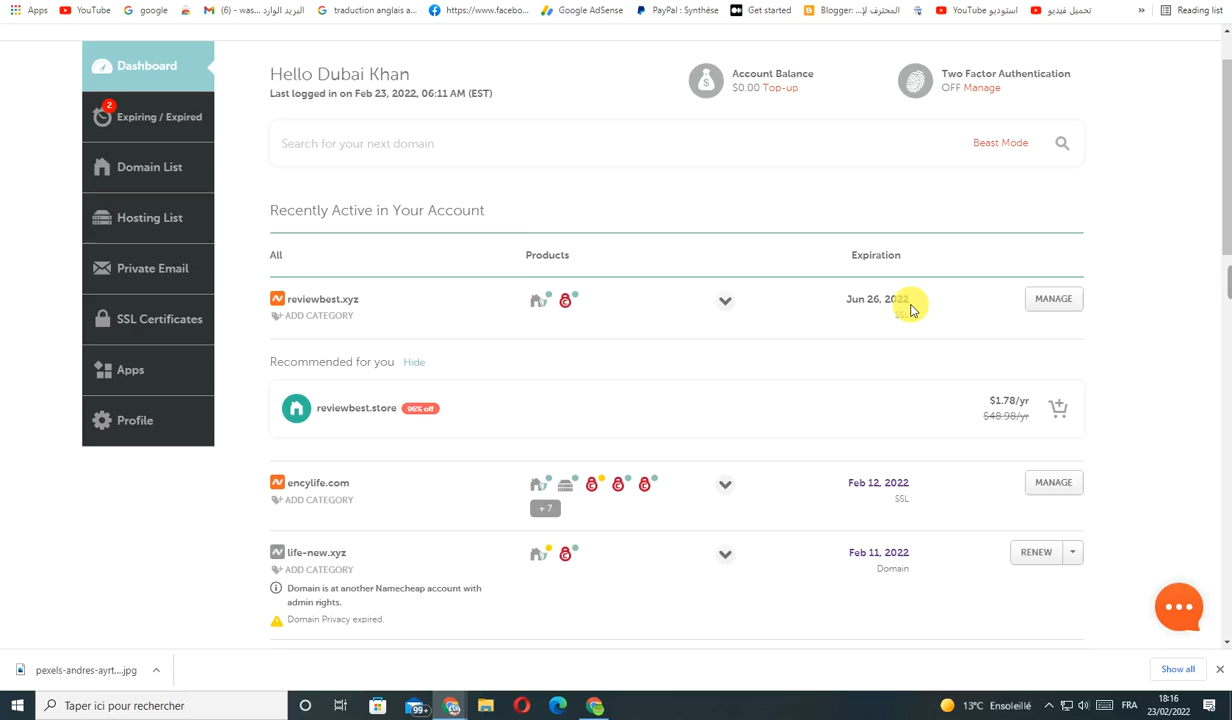 Apps YouTube google (6) - was... البريد الوارد traduction anglais a... https://www.facebo... Google AdSense PayPal : Synthèse Get started Blogger: المحترف للإ... YouTube استوديو تحميل فيديو » Reading list
Dashboard
2
Expiring / Expired
Domain List
Hosting List
Private Email
SSL Certificates
Apps
Profile
Hello Dubai Khan
Last logged in on Feb 23, 2022, 06:11 AM (EST)
Account Balance
$0.00 Top-up
Two Factor Authentication
OFF Manage
Search for your next domain
Beast Mode
Recently Active in Your Account
All Products Expiration
reviewbest.xyz Jun 26, 2022 MANAGE
ADD CATEGORY SSL
Recommended for you Hide
reviewbest.store 96% off $1.78/yr
$48.98/yr
encylife.com Feb 12, 2022 MANAGE
ADD CATEGORY SSL
+ 7
life-new.xyz Feb 11, 2022 RENEW
ADD CATEGORY Domain
Domain is at another Namecheap account with
admin rights.
Domain Privacy expired.
pexels-andres-ayrt....jpg
Show all
Taper ici pour rechercher
99+
13°C Ensoleillé
FRA
18:16
23/02/2022